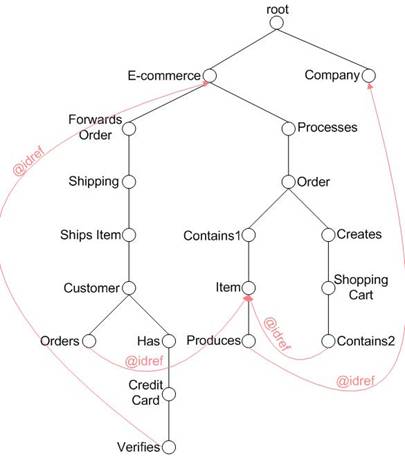 root
E-commerce
Company
Forwards
Order
Processes
@idref
Shipping
Order
Ships Item
Contains1
Creates
Customer
Item
Shopping
Cart
Orders
Has
@idref
Produces
@idref
Contains2
Credit
Card
@idref
Verifies